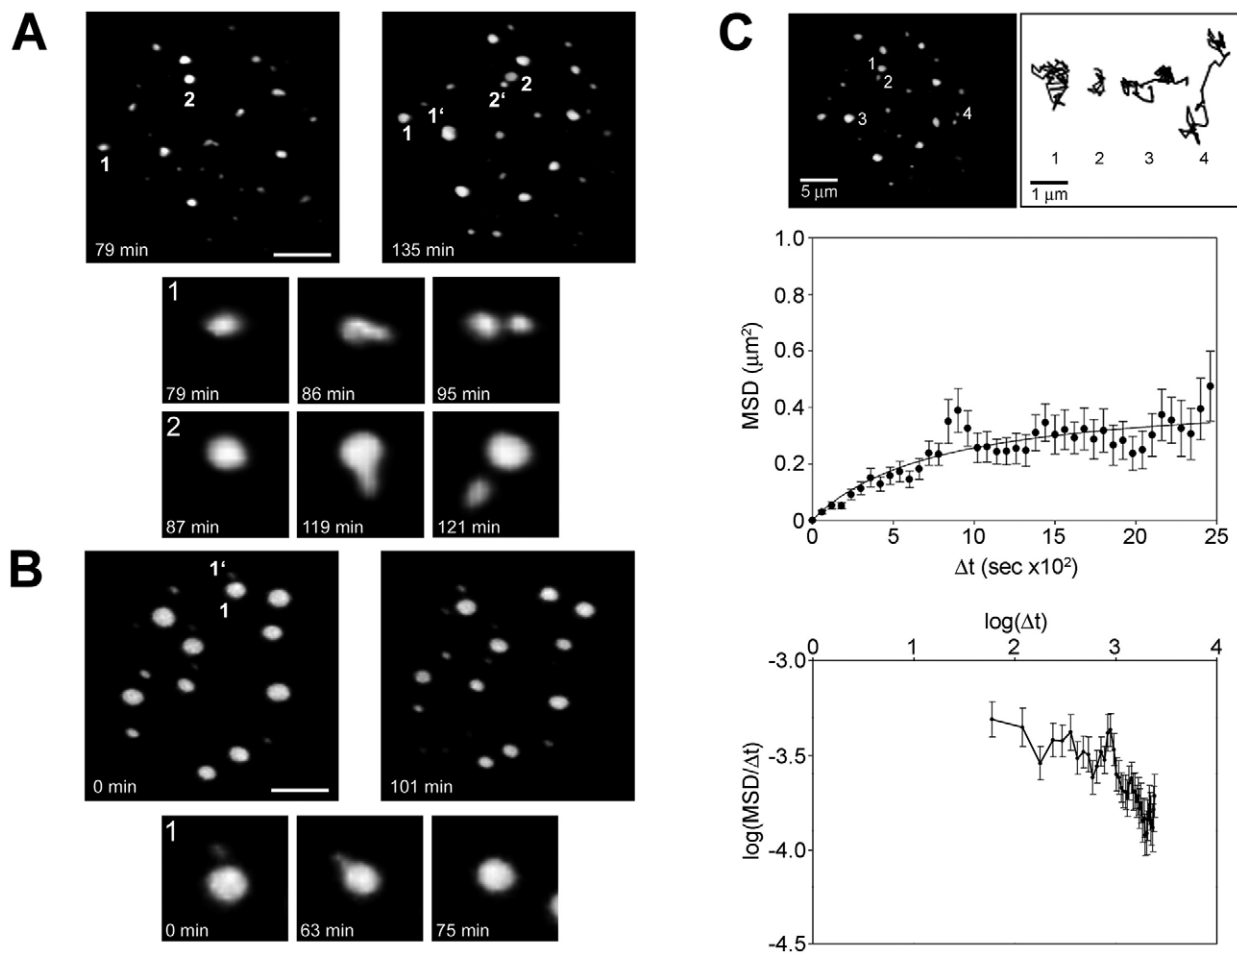 A
1
2
79 min
1
1‘
2‘
2
135 min
1
79 min
86 min
95 min
2
87 min
119 min
121 min
B
1‘
1
0 min
101 min
1
0 min
63 min
75 min
C
1
2
3
4
5 μm
1 2 3 4
1 μm
MSD (μm²)
1.0
0.8
0.6
0.4
0.2
0
0 5 10 15 20 25
Δt (sec x10²)
log(Δt)
0 1 2 3 4
log(MSD/Δt)
-3.0
-3.5
-4.0
-4.5